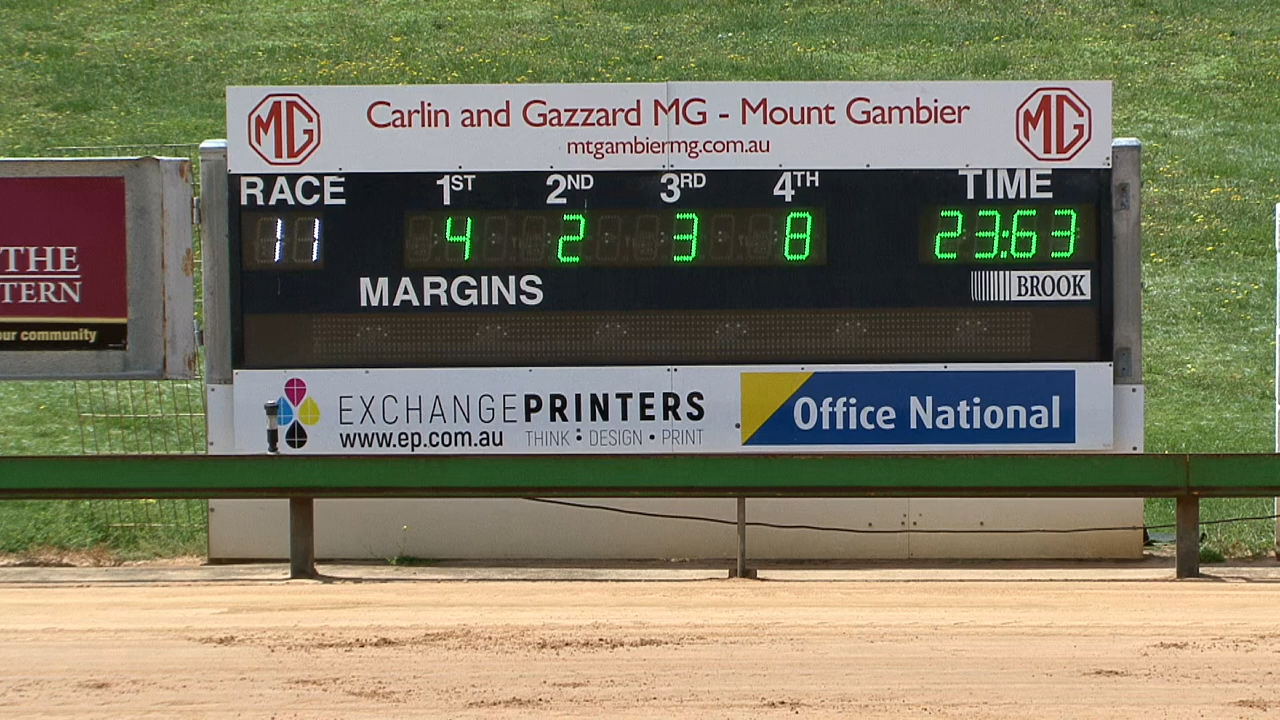 MG Carlin and Gazzard MG - Mount Gambier MG
mtgambiermg.com.au
RACE 1ST 2ND 3RD 4TH TIME
11 4 2 3 8 23:63
MARGINS
BROOK
THE
TERN
our community
EXCHANGEPRINTERS
www.ep.com.au THINK • DESIGN • PRINT
Office National